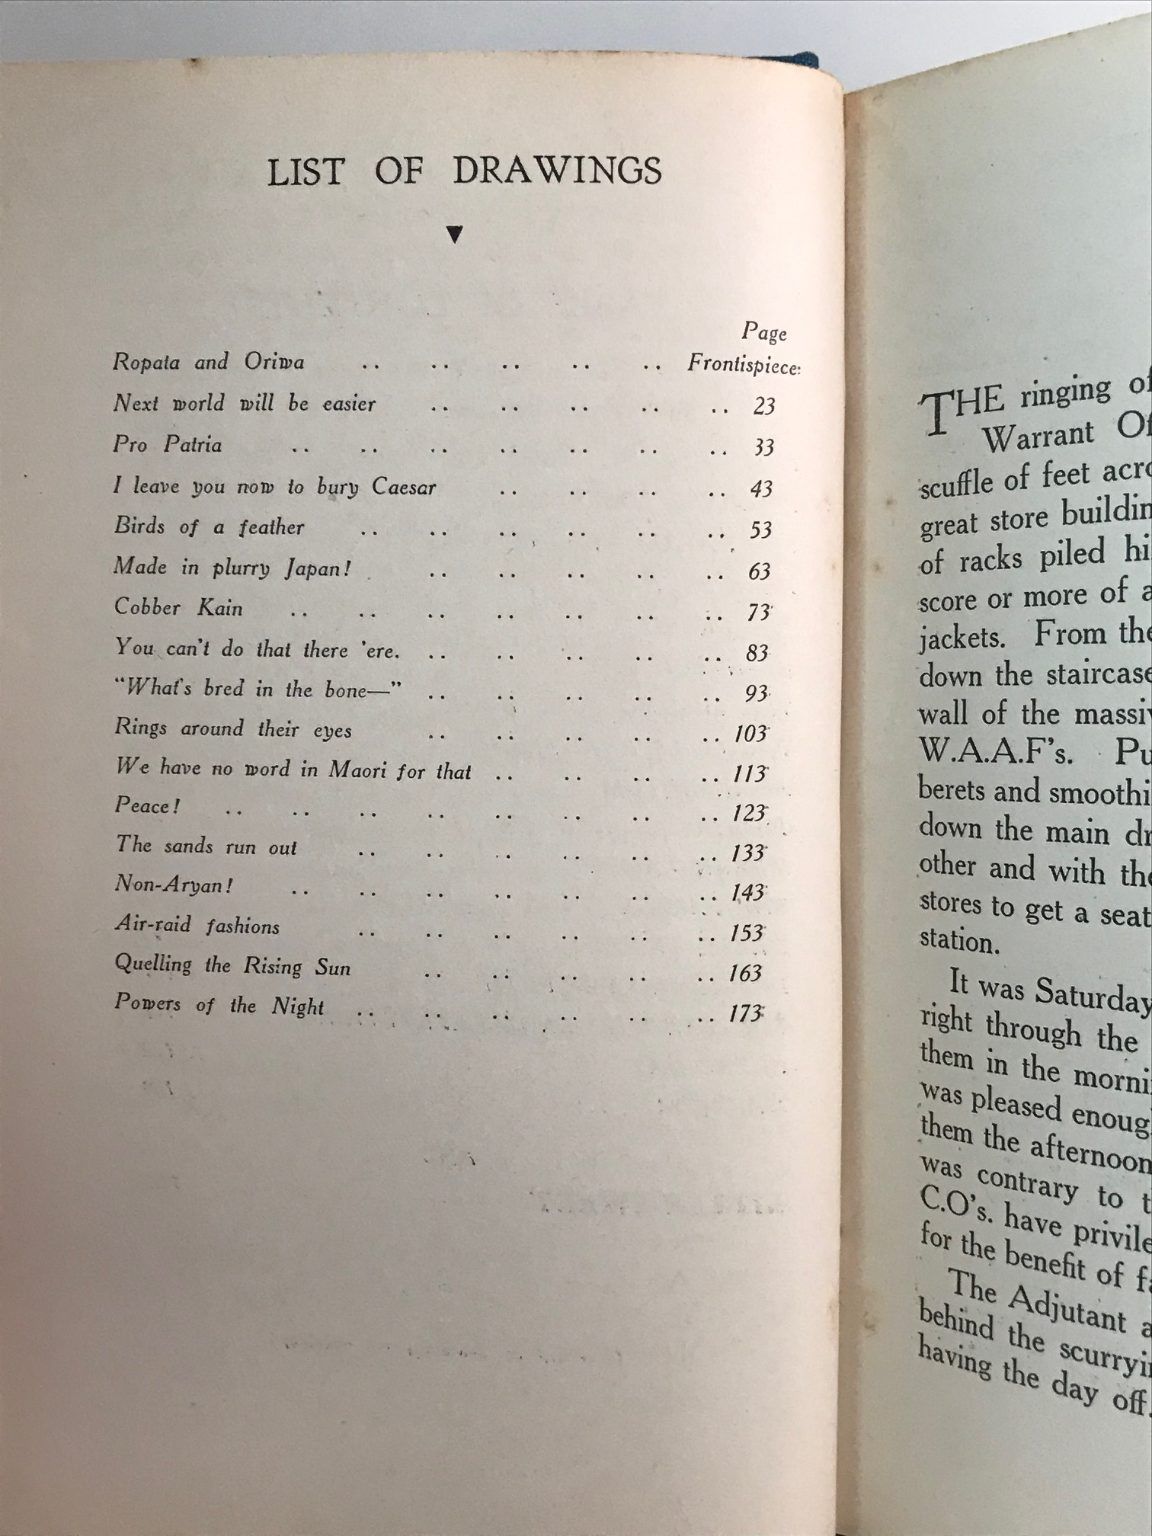 LIST OF DRAWINGS
▼
Page
Ropata and Oriwa .. .. .. .. .. Frontispiece:
Next world will be easier .. .. .. .. .. 23
Pro Patria .. .. .. .. .. .. .. 33
I leave you now to bury Caesar .. .. .. .. 43
Birds of a feather .. .. .. .. .. .. 53
Made in plurry Japan! .. .. .. .. .. 63
Cobber Kain .. .. .. .. .. .. .. 73
You can't do that there 'ere. .. .. .. .. .. 83
"What's bred in the bone—" .. .. .. .. .. 93
Rings around their eyes .. .. .. .. .. 103
We have no word in Maori for that .. .. .. .. 113
Peace! .. .. .. .. .. .. .. .. 123
The sands run out .. .. .. .. .. .. 133
Non-Aryan! .. .. .. .. .. .. .. 143
Air-raid fashions .. .. .. .. .. .. 153
Quelling the Rising Sun .. .. .. .. .. 163
Powers of the Night .. .. .. .. .. .. 173
THE ringing of
Warrant Of
scuffle of feet acro
great store buildin
of racks piled hi
score or more of a
jackets. From the
down the staircase
wall of the massiv
W.A.A.F's. Pu
berets and smoothi
down the main dr
other and with the
stores to get a seat
station.
It was Saturday
right through the
them in the morni
was pleased enoug
them the afternoon
was contrary to t
C.O's. have privile
for the benefit of fa
The Adjutant a
behind the scurryi
having the day off.